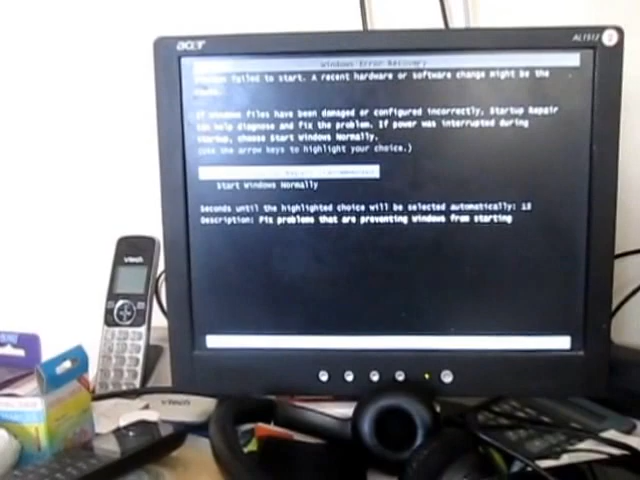 acer
AL1512
Windows Error Recovery
Windows failed to start. A recent hardware or software change might be the
cause.
If Windows files have been damaged or configured incorrectly, Startup Repair
can help diagnose and fix the problem. If power was interrupted during
startup, choose Start Windows Normally.
(Use the arrow keys to highlight your choice.)
Start Windows Normally
Seconds until the highlighted choice will be selected automatically: 18
Description: Fix problems that are preventing Windows from starting
vtech
vtech